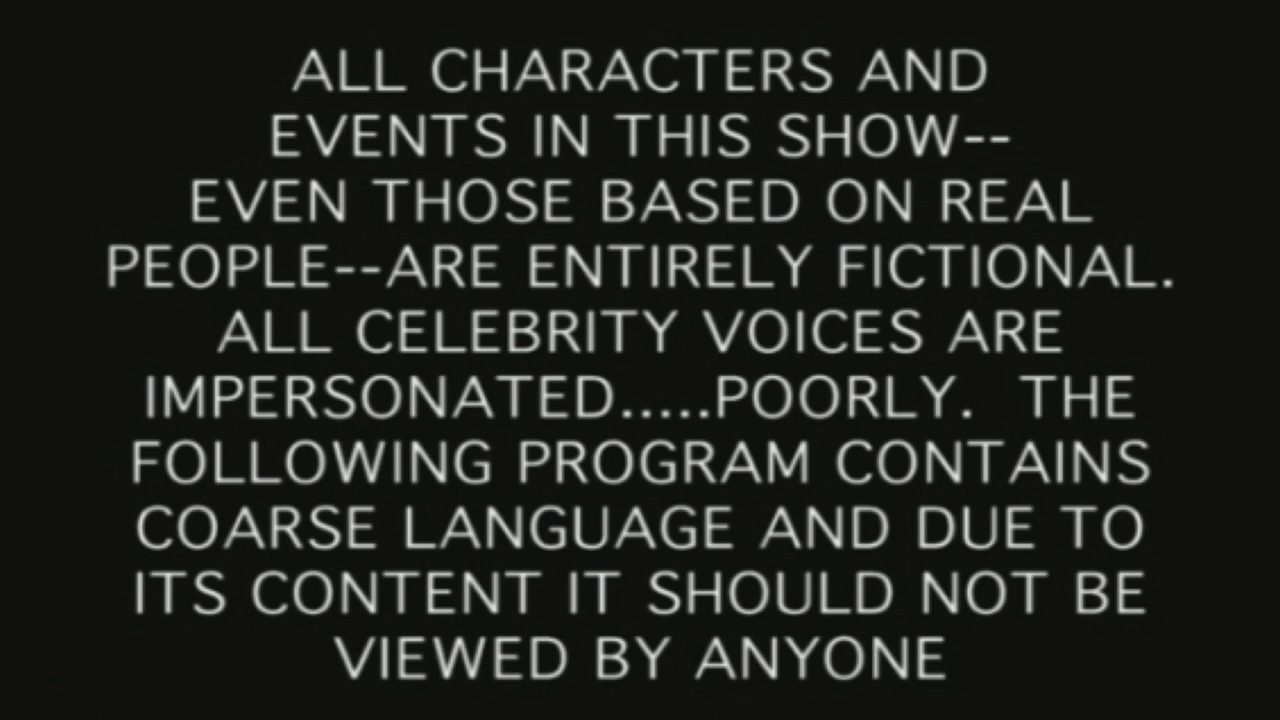 ALL CHARACTERS AND
EVENTS IN THIS SHOW--
EVEN THOSE BASED ON REAL
PEOPLE--ARE ENTIRELY FICTIONAL.
ALL CELEBRITY VOICES ARE
IMPERSONATED.....POORLY.  THE
FOLLOWING PROGRAM CONTAINS
COARSE LANGUAGE AND DUE TO
ITS CONTENT IT SHOULD NOT BE
VIEWED BY ANYONE